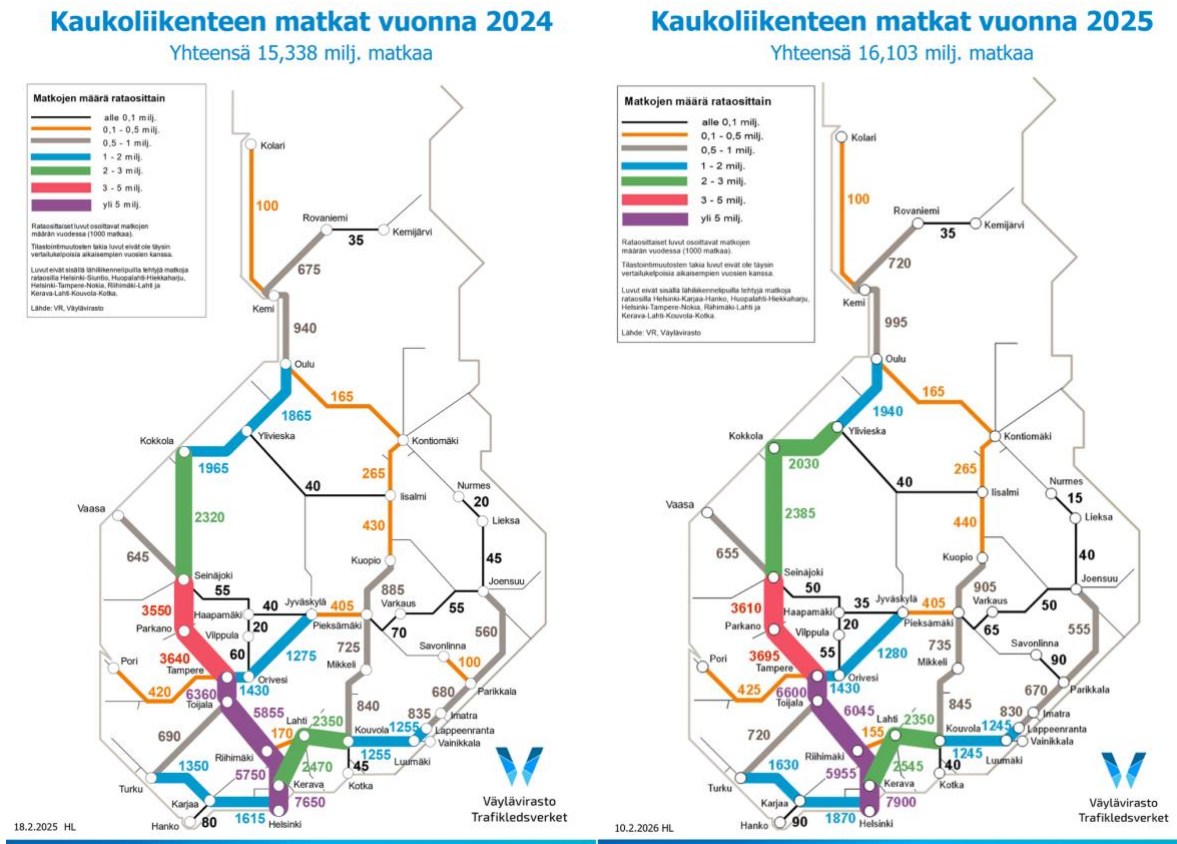 Kaukoliikenteen matkat vuonna 2024
Yhteensä 15,338 milj. matkaa
Matkojen määrä rataosittain
alle 0,1 milj.
0,1 - 0,5 milj.
0,5 - 1 milj.
1 - 2 milj.
2 - 3 milj.
3 - 5 milj.
yli 5 milj.
Rataosittaiset luvut osoittavat matkojen
määrän vuodessa (1000 matkaa).
Tilastointimuutosten takia luvut eivät ole täysin
vertailukelpoisia aikaisempien vuosien kanssa.
Luvut eivät sisällä lähiliikennelipuilla tehtyjä matkoja
rataosilla Helsinki-Siuntio, Huopalahti-Hiekkaharju,
Helsinki-Tampere-Nokia, Riihimäki-Lahti ja
Kerava-Lahti-Kouvola-Kotka.
Lähde: VR, Väylävirasto
Kolari
100
Rovaniemi
35
Kemijärvi
675
Kemi
940
Oulu
165
1865
Kokkola
Ylivieska
Kontiomäki
1965
265
40
Iisalmi
Nurmes
20
Lieksa
Vaasa
2320
430
45
645
Kuopio
Seinäjoki
55
885
Joensuu
3550
Haapamäki
40
Jyväskylä
405
Varkaus
55
Parkano
20
Pieksämäki
70
Vilppula
560
3640
60
1275
725
Savonlinna
Pori
Tampere
Mikkeli
100
420
6360
1430
Orivesi
680
Parikkala
Toijala
5855
Lahti
2350
840
835
Imatra
690
170
Kouvola
1255
Lappeenranta
Riihimäki
1255
Vainikkala
1350
5750
2470
45
Luumäki
Turku
Kerava
Kotka
Karjaa
7650
Hanko
80
1615
Helsinki
Väylävirasto
Trafikledsverket
18.2.2025 HL
Kaukoliikenteen matkat vuonna 2025
Yhteensä 16,103 milj. matkaa
Matkojen määrä rataosittain
alle 0,1 milj.
0,1 - 0,5 milj.
0,5 - 1 milj.
1 - 2 milj.
2 - 3 milj.
3 - 5 milj.
yli 5 milj.
Rataosittaiset luvut osoittavat matkojen
määrän vuodessa (1000 matkaa).
Tilastointimuutosten takia luvut eivät ole täysin
vertailukelpoisia aikaisempien vuosien kanssa.
Luvut eivät sisällä lähiliikennelipuilla tehtyjä matkoja
rataosilla Helsinki-Karjaa-Hanko, Huopalahti-Hiekkaharju,
Helsinki-Tampere-Nokia, Riihimäki-Lahti ja
Kerava-Lahti-Kouvola-Kotka.
Lähde: VR, Väylävirasto
Kolari
100
Rovaniemi
35
Kemijärvi
720
Kemi
995
Oulu
165
1940
Kokkola
Ylivieska
Kontiomäki
2030
265
40
Iisalmi
Nurmes
15
Lieksa
Vaasa
2385
440
40
655
Kuopio
Seinäjoki
50
905
Joensuu
3610
Haapamäki
35
Jyväskylä
405
Varkaus
50
Parkano
20
Pieksämäki
65
Vilppula
555
3695
55
1280
735
Savonlinna
Pori
Tampere
Mikkeli
90
425
6600
1430
Orivesi
670
Parikkala
Toijala
6045
Lahti
2350
845
830
Imatra
720
155
Kouvola
1245
Lappeenranta
Riihimäki
1245
Vainikkala
1630
5955
2545
40
Luumäki
Turku
Kerava
Kotka
Karjaa
7900
Hanko
90
1870
Helsinki
Väylävirasto
Trafikledsverket
10.2.2026 HL